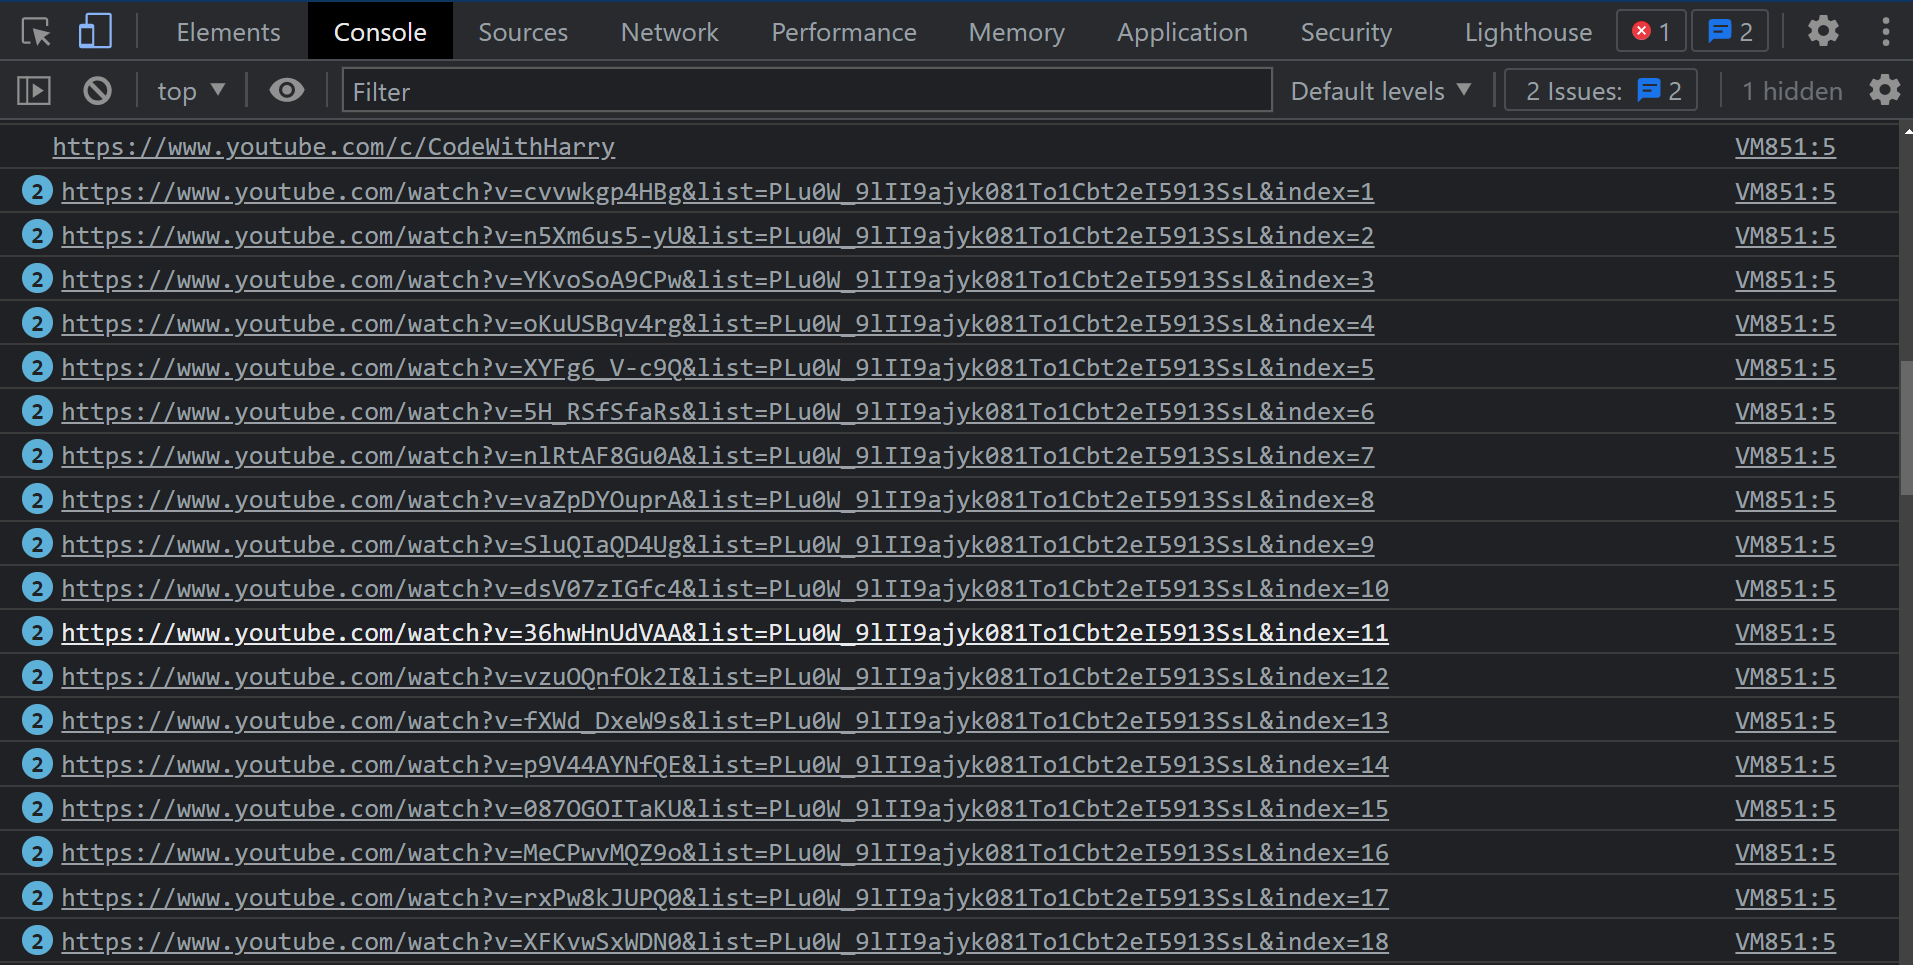 Elements Console Sources Network Performance Memory Application Security Lighthouse 1 2
top Filter Default levels 2 Issues: 2 1 hidden
https://www.youtube.com/c/CodeWithHarry VM851:5
2 https://www.youtube.com/watch?v=cvvwkgp4HBg&list=PLu0W_9lII9ajyk081To1Cbt2eI5913SsL&index=1 VM851:5
2 https://www.youtube.com/watch?v=n5Xm6us5-yU&list=PLu0W_9lII9ajyk081To1Cbt2eI5913SsL&index=2 VM851:5
2 https://www.youtube.com/watch?v=YKvoSoA9CPw&list=PLu0W_9lII9ajyk081To1Cbt2eI5913SsL&index=3 VM851:5
2 https://www.youtube.com/watch?v=oKuUSBqv4rg&list=PLu0W_9lII9ajyk081To1Cbt2eI5913SsL&index=4 VM851:5
2 https://www.youtube.com/watch?v=XYFg6_V-c9Q&list=PLu0W_9lII9ajyk081To1Cbt2eI5913SsL&index=5 VM851:5
2 https://www.youtube.com/watch?v=5H_RSfSfaRs&list=PLu0W_9lII9ajyk081To1Cbt2eI5913SsL&index=6 VM851:5
2 https://www.youtube.com/watch?v=nlRtAF8Gu0A&list=PLu0W_9lII9ajyk081To1Cbt2eI5913SsL&index=7 VM851:5
2 https://www.youtube.com/watch?v=vaZpDYOuprA&list=PLu0W_9lII9ajyk081To1Cbt2eI5913SsL&index=8 VM851:5
2 https://www.youtube.com/watch?v=SluQIaQD4Ug&list=PLu0W_9lII9ajyk081To1Cbt2eI5913SsL&index=9 VM851:5
2 https://www.youtube.com/watch?v=dsV07zIGfc4&list=PLu0W_9lII9ajyk081To1Cbt2eI5913SsL&index=10 VM851:5
2 https://www.youtube.com/watch?v=36hwHnUdVAA&list=PLu0W_9lII9ajyk081To1Cbt2eI5913SsL&index=11 VM851:5
2 https://www.youtube.com/watch?v=vzuOQnfOk2I&list=PLu0W_9lII9ajyk081To1Cbt2eI5913SsL&index=12 VM851:5
2 https://www.youtube.com/watch?v=fXWd_DxeW9s&list=PLu0W_9lII9ajyk081To1Cbt2eI5913SsL&index=13 VM851:5
2 https://www.youtube.com/watch?v=p9V44AYNfQE&list=PLu0W_9lII9ajyk081To1Cbt2eI5913SsL&index=14 VM851:5
2 https://www.youtube.com/watch?v=087OGOITaKU&list=PLu0W_9lII9ajyk081To1Cbt2eI5913SsL&index=15 VM851:5
2 https://www.youtube.com/watch?v=MeCPwvMQZ9o&list=PLu0W_9lII9ajyk081To1Cbt2eI5913SsL&index=16 VM851:5
2 https://www.youtube.com/watch?v=rxPw8kJUPQ0&list=PLu0W_9lII9ajyk081To1Cbt2eI5913SsL&index=17 VM851:5
2 https://www.youtube.com/watch?v=XFKvwSxWDN0&list=PLu0W_9lII9ajyk081To1Cbt2eI5913SsL&index=18 VM851:5